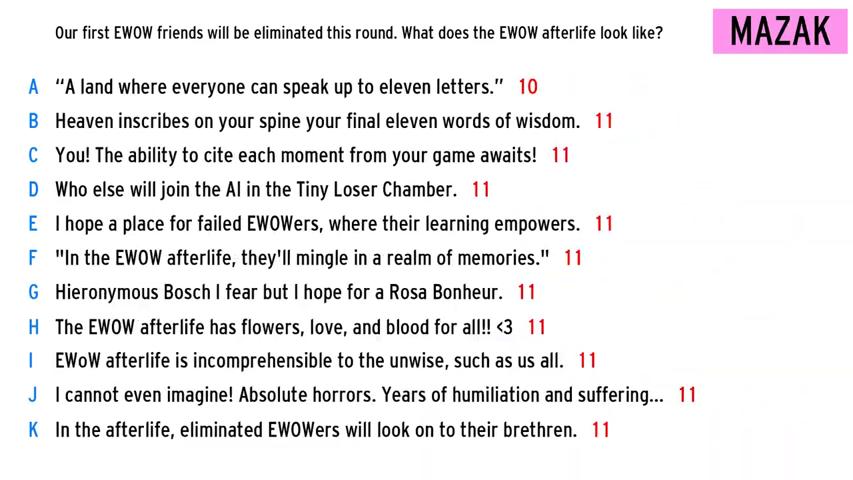 Our first EWOW friends will be eliminated this round. What does the EWOW afterlife look like?
MAZAK
A “A land where everyone can speak up to eleven letters.” 10
B Heaven inscribes on your spine your final eleven words of wisdom. 11
C You! The ability to cite each moment from your game awaits! 11
D Who else will join the AI in the Tiny Loser Chamber. 11
E I hope a place for failed EWOWers, where their learning empowers. 11
F "In the EWOW afterlife, they'll mingle in a realm of memories." 11
G Hieronymous Bosch I fear but I hope for a Rosa Bonheur. 11
H The EWOW afterlife has flowers, love, and blood for all!! <3 11
I EWoW afterlife is incomprehensible to the unwise, such as us all. 11
J I cannot even imagine! Absolute horrors. Years of humiliation and suffering... 11
K In the afterlife, eliminated EWOWers will look on to their brethren. 11